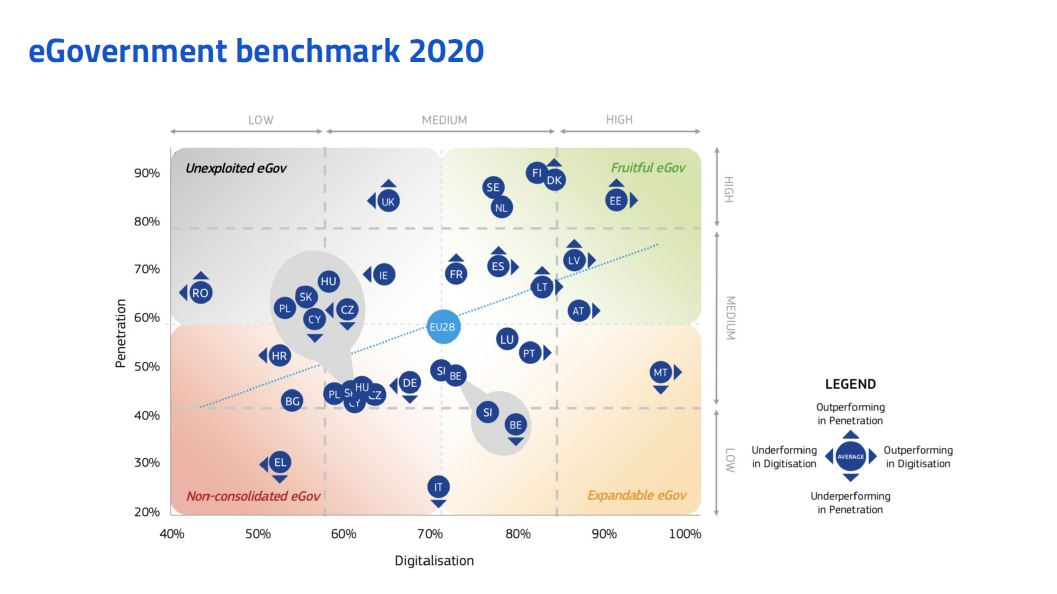 eGovernment benchmark 2020
LOW
MEDIUM
HIGH
Unexploited eGov
Fruitful eGov
90%
80%
70%
60%
50%
40%
30%
20%
Penetration
HIGH
MEDIUM
LOW
UK
SE
NL
FI
DK
EE
RO
HU
SK
PL
CY
CZ
IE
FR
ES
LV
LT
AT
EU28
HR
LU
PT
BG
PL
HU
CY
CZ
DE
SI
BE
MT
SI
BE
EL
IT
Non-consolidated eGov
Expandable eGov
40%
50%
60%
70%
80%
90%
100%
Digitalisation
LEGEND
Outperforming
in Penetration
Underforming
in Digitisation
AVERAGE
Outperforming
in Digitisation
Underperforming
in Penetration